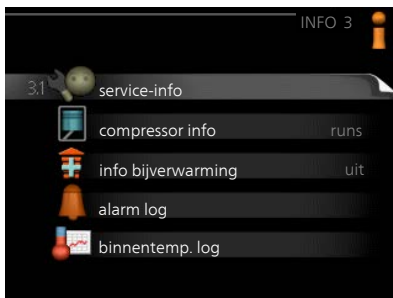 INFO 3
3.1 service-info
compressor info runs
info bijverwarming uit
alarm log
binnentemp. log